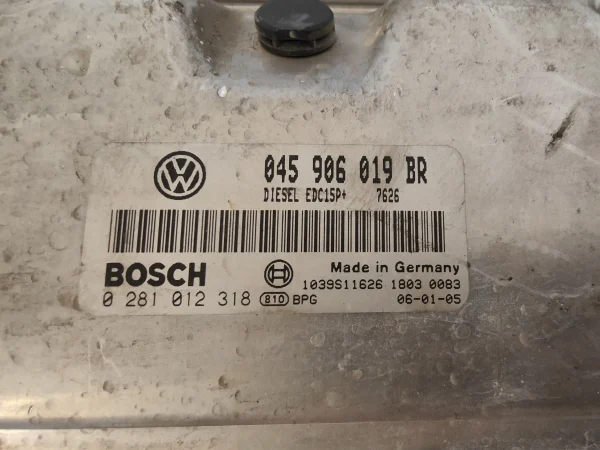 045 906 019 BR
DIESEL EDC15P+ 7626
BOSCH Made in Germany
1039S11626 1803 0083
0 281 012 318 810 BPG 06-01-05